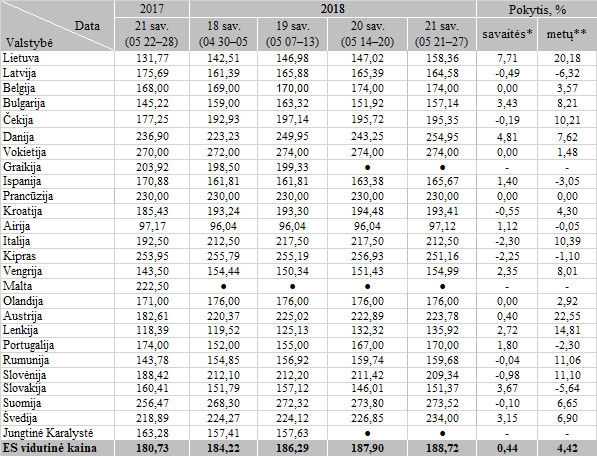 Data
Valstybė
2017
2018
Pokytis, %
21 sav. (05 22–28)
18 sav. (04 30–05
19 sav. (05 07–13)
20 sav. (05 14–20)
21 sav. (05 21–27)
savaitės*
metų**
Lietuva 131,77 142,51 146,98 147,02 158,36 7,71 20,18
Latvija 175,69 161,39 165,88 165,39 164,58 -0,49 -6,32
Belgija 168,00 169,00 170,00 174,00 174,00 0,00 3,57
Bulgarija 145,22 159,00 163,32 151,92 157,14 3,43 8,21
Čekija 177,25 192,93 197,14 195,72 195,35 -0,19 10,21
Danija 236,90 223,23 249,95 243,25 254,95 4,81 7,62
Vokietija 270,00 272,00 274,00 274,00 274,00 0,00 1,48
Graikija 203,92 198,50 199,33 ● ● - -
Ispanija 170,88 161,81 161,81 163,38 165,67 1,40 -3,05
Prancūzija 230,00 230,00 230,00 230,00 230,00 0,00 0,00
Kroatija 185,43 193,24 193,30 194,48 193,41 -0,55 4,30
Airija 97,17 96,04 96,04 96,04 97,12 1,12 -0,05
Italija 192,50 212,50 217,50 217,50 212,50 -2,30 10,39
Kipras 253,95 255,79 255,19 256,93 251,16 -2,25 -1,10
Vengrija 143,50 154,44 150,34 151,43 154,99 2,35 8,01
Malta 222,50 ● ● ● ● - -
Olandija 171,00 176,00 176,00 176,00 176,00 0,00 2,92
Austrija 182,61 220,37 225,02 222,89 223,78 0,40 22,55
Lenkija 118,39 119,52 125,13 132,32 135,92 2,72 14,81
Portugalija 174,00 152,00 155,00 167,00 170,00 1,80 -2,30
Rumunija 143,78 154,85 156,92 159,74 159,68 -0,04 11,06
Slovėnija 188,42 212,10 212,20 211,42 209,34 -0,98 11,10
Slovakija 160,41 151,79 157,12 146,01 151,37 3,67 -5,64
Suomija 256,47 268,30 272,32 273,80 273,52 -0,10 6,65
Švedija 218,89 224,27 224,12 226,85 234,00 3,15 6,90
Jungtinė Karalystė 163,28 157,41 157,63 ● ● - -
ES vidutinė kaina 180,73 184,22 186,29 187,90 188,72 0,44 4,42